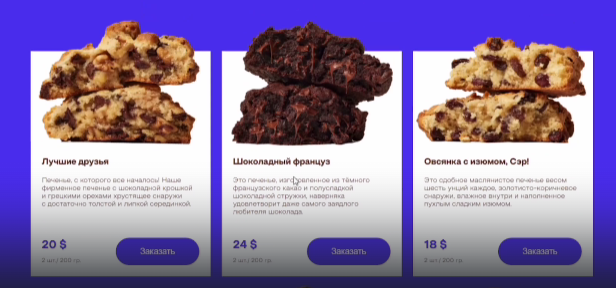 Лучшие друзья
Печенье, с которого все началось! Наше
фирменное печенье с шоколадной крошкой
и грецкими орехами хрустящее снаружи
с достаточно толстой и липкой серединкой.
20 $
2 шт / 200 гр.
Заказать
Шоколадный француз
Это печенье, изготовленное из тёмного
французского какао и полусладкой
шоколадной стружки, наверняка
удовлетворит даже самого заядлого
любителя шоколада.
24 $
2 шт / 200 гр.
Заказать
Овсянка с изюмом, Сэр!
Это сдобное маслянистое печенье весом
шесть унций каждое, золотисто-коричневое
снаружи, влажное внутри и наполненное
пухлым сладким изюмом.
18 $
2 шт / 200 гр.
Заказать